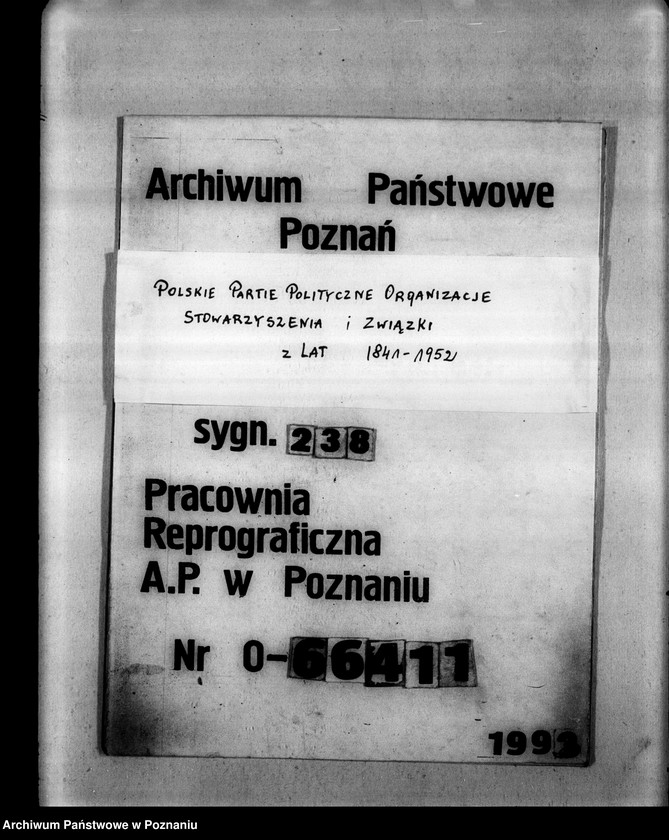 Archiwum Państwowe
Poznań
POLSKIE PARTIE POLITYCZNE ORGANIZACJE
STOWARZYSZENIA i ZWIĄZKI
z LAT 1841-1952
sygn. 238
Pracownia
Reprograficzna
A.P. w Poznaniu
Nr 0-66411
1993
Archiwum Państwowe w Poznaniu